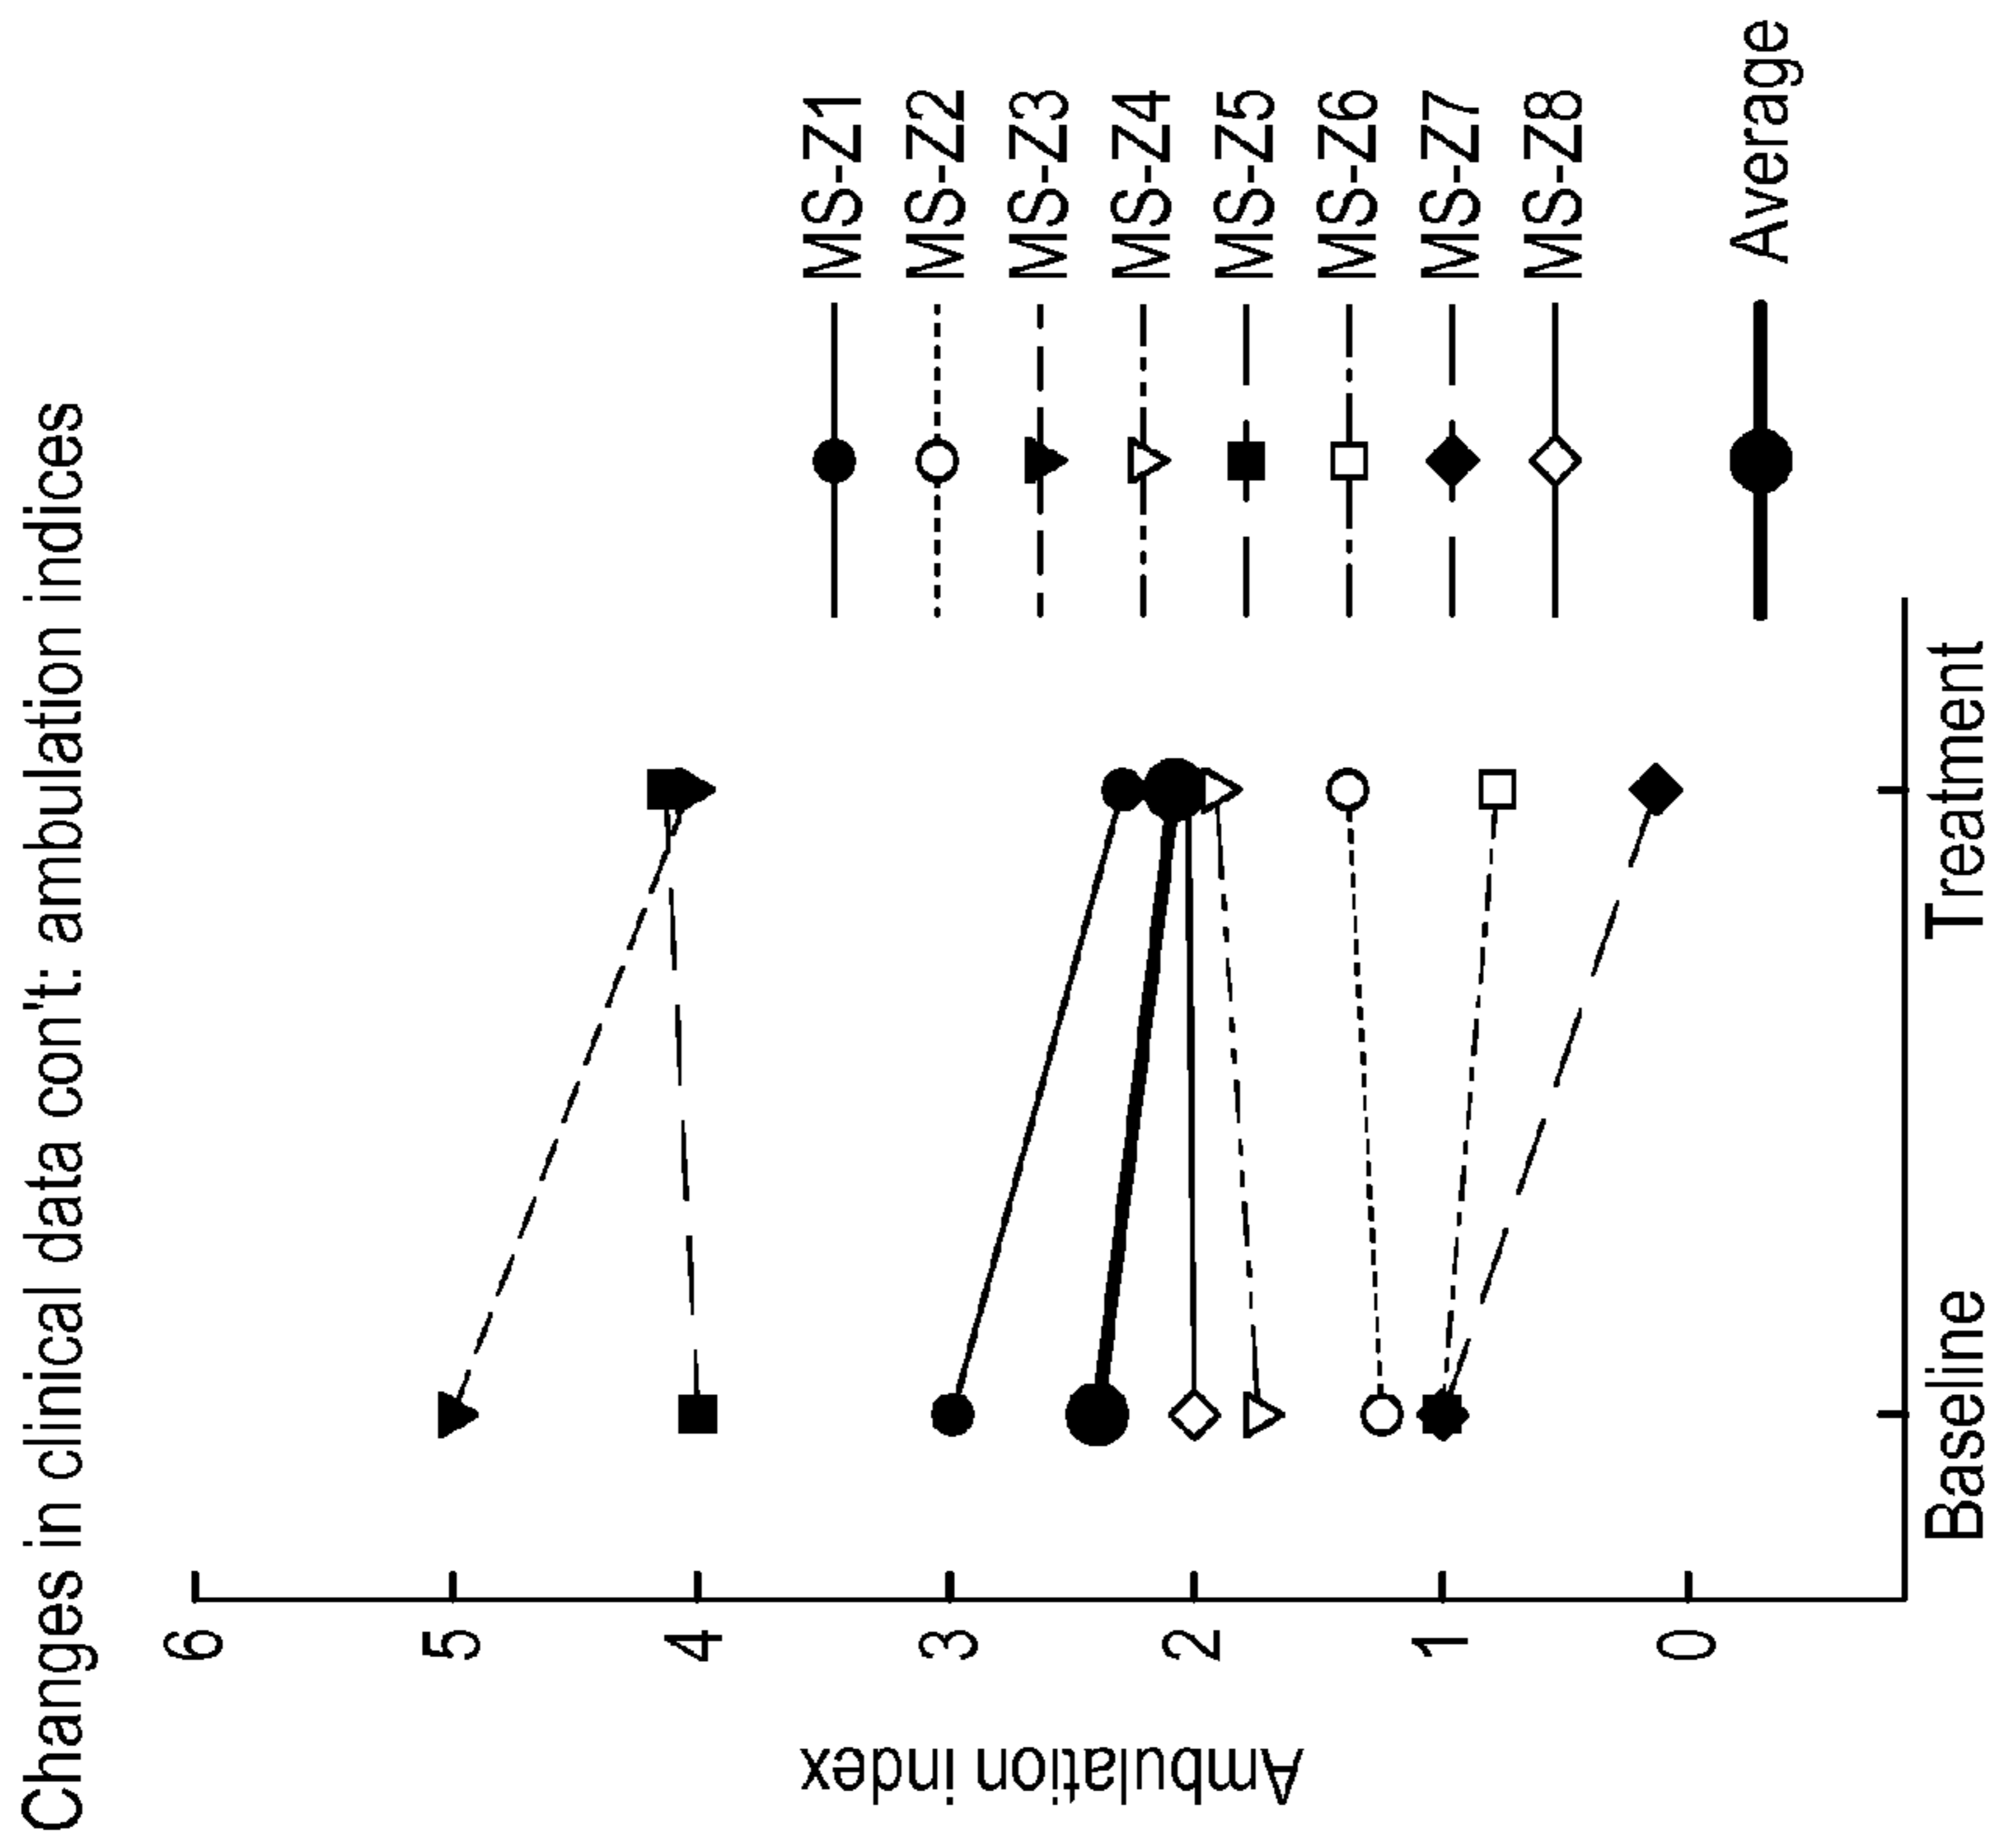 Changes in clinical data con't: ambulation indices
Ambulation index
6
5
4
3
2
1
0
Baseline
Treatment
MS-Z1
MS-Z2
MS-Z3
MS-Z4
MS-Z5
MS-Z6
MS-Z7
MS-Z8
Average